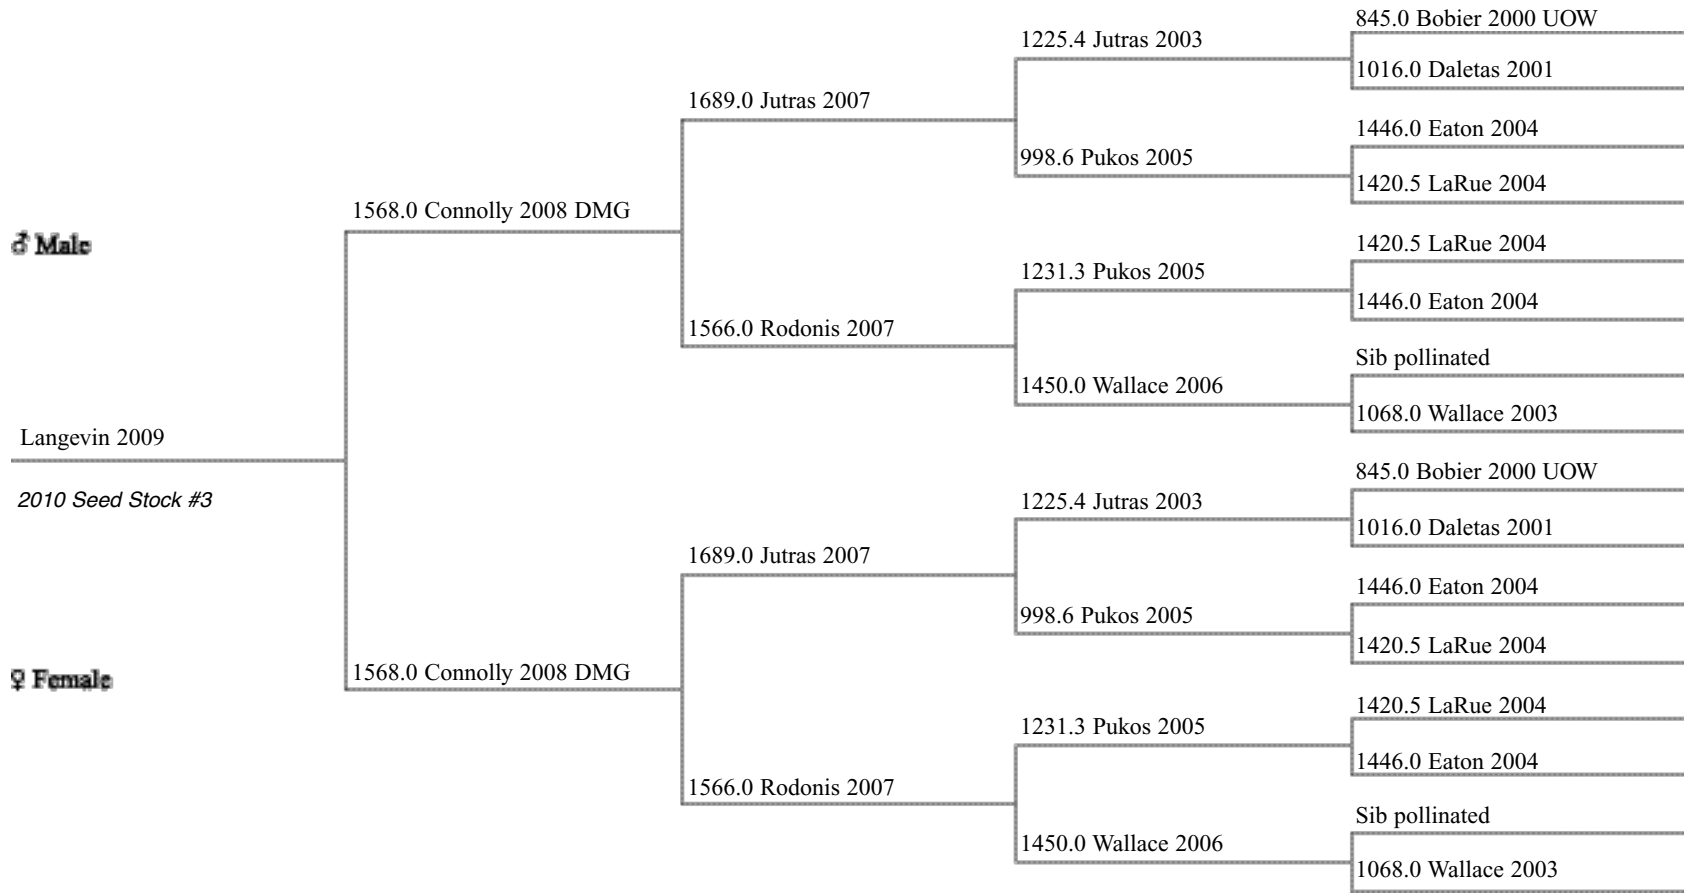 845.0 Bobier 2000 UOW
1225.4 Jutras 2003
1016.0 Daletas 2001
1689.0 Jutras 2007
1446.0 Eaton 2004
998.6 Pukos 2005
1420.5 LaRue 2004
1568.0 Connolly 2008 DMG
♂ Male
1420.5 LaRue 2004
1231.3 Pukos 2005
1446.0 Eaton 2004
1566.0 Rodonis 2007
Sib pollinated
1450.0 Wallace 2006
1068.0 Wallace 2003
Langevin 2009
2010 Seed Stock #3
845.0 Bobier 2000 UOW
1225.4 Jutras 2003
1016.0 Daletas 2001
1689.0 Jutras 2007
1446.0 Eaton 2004
998.6 Pukos 2005
1420.5 LaRue 2004
1568.0 Connolly 2008 DMG
♀ Female
1420.5 LaRue 2004
1231.3 Pukos 2005
1446.0 Eaton 2004
1566.0 Rodonis 2007
Sib pollinated
1450.0 Wallace 2006
1068.0 Wallace 2003